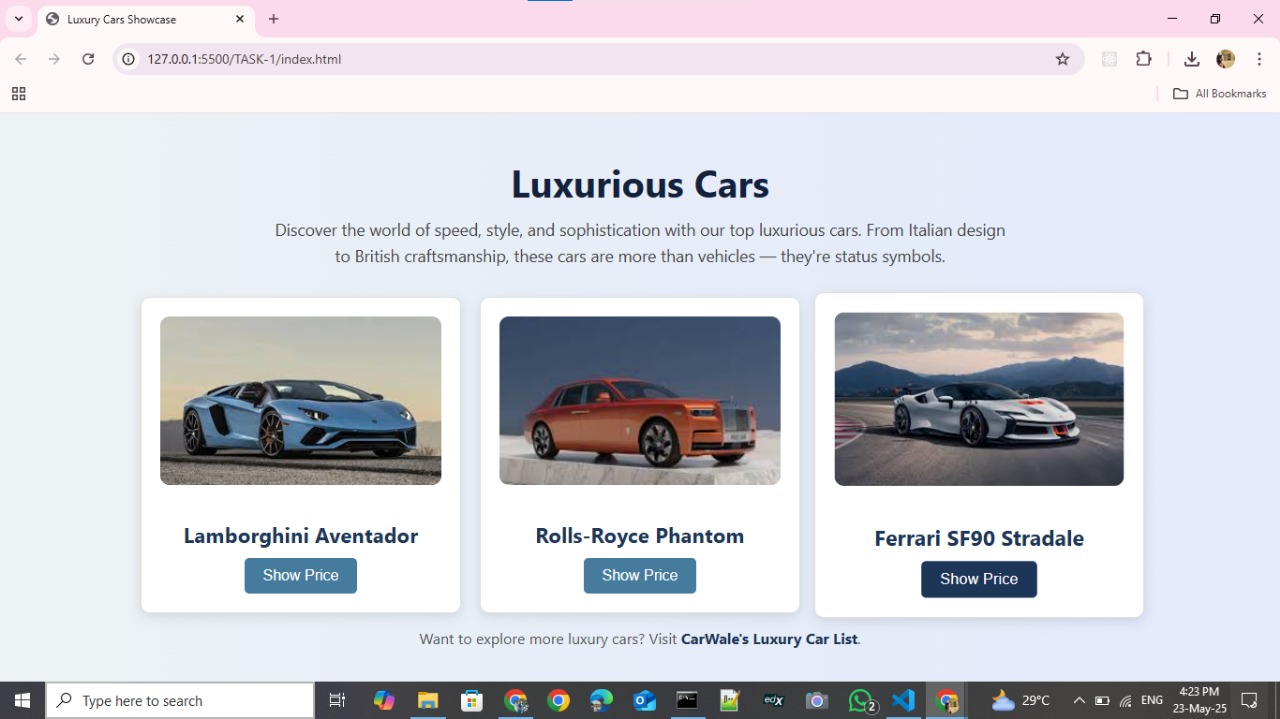 Luxury Cars Showcase
127.0.0.1:5500/TASK-1/index.html
All Bookmarks
Luxurious Cars
Discover the world of speed, style, and sophistication with our top luxurious cars. From Italian design
to British craftsmanship, these cars are more than vehicles — they're status symbols.
Lamborghini Aventador
Show Price
Rolls-Royce Phantom
Show Price
Ferrari SF90 Stradale
Show Price
Want to explore more luxury cars? Visit CarWale's Luxury Car List.
Type here to search
edX
2
29°C
ENG
4:23 PM
23-May-25